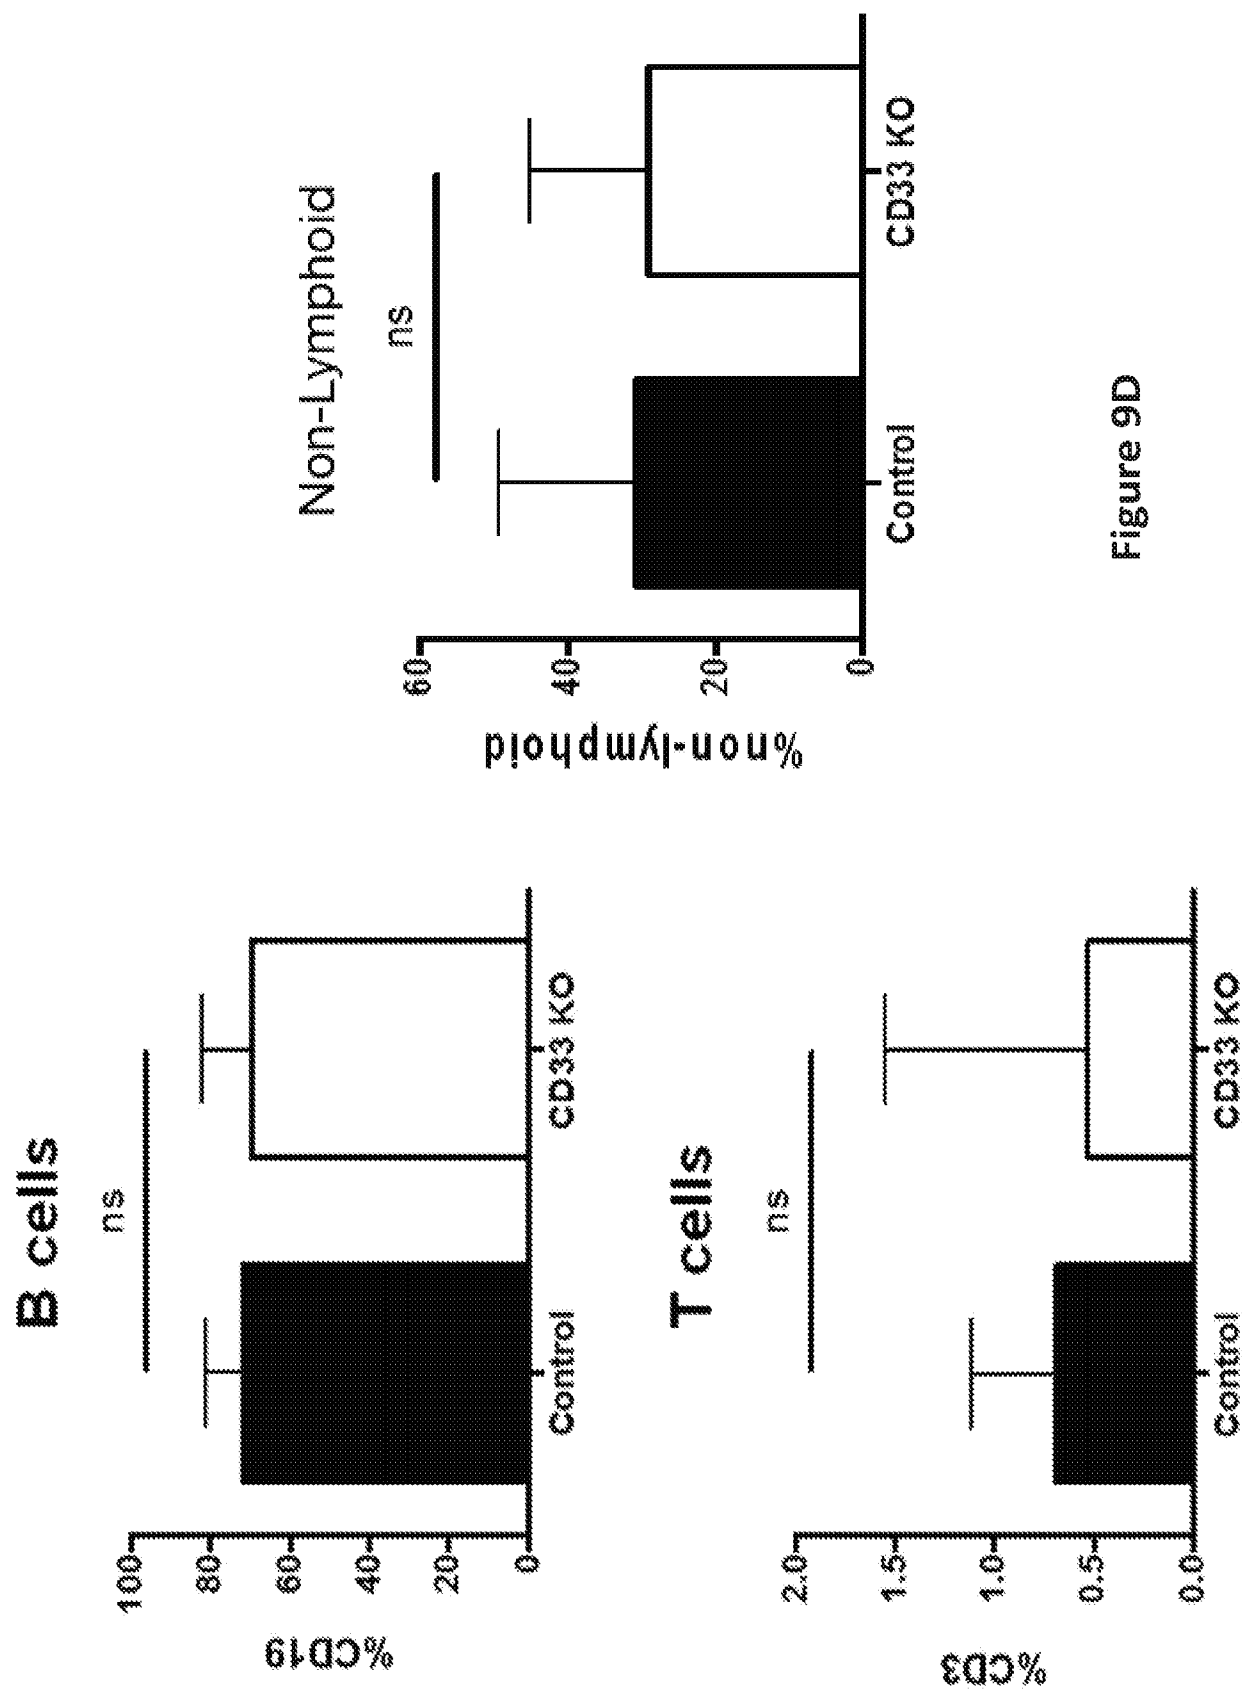 B cells
ns
%CD19
100
80
60
40
20
0
Control
CD33 KO
T cells
ns
%CD3
2.0
1.5
1.0
0.5
0.0
Control
CD33 KO
Non-Lymphoid
ns
%non-lymphoid
60
40
20
0
Control
CD33 KO
Figure 9D